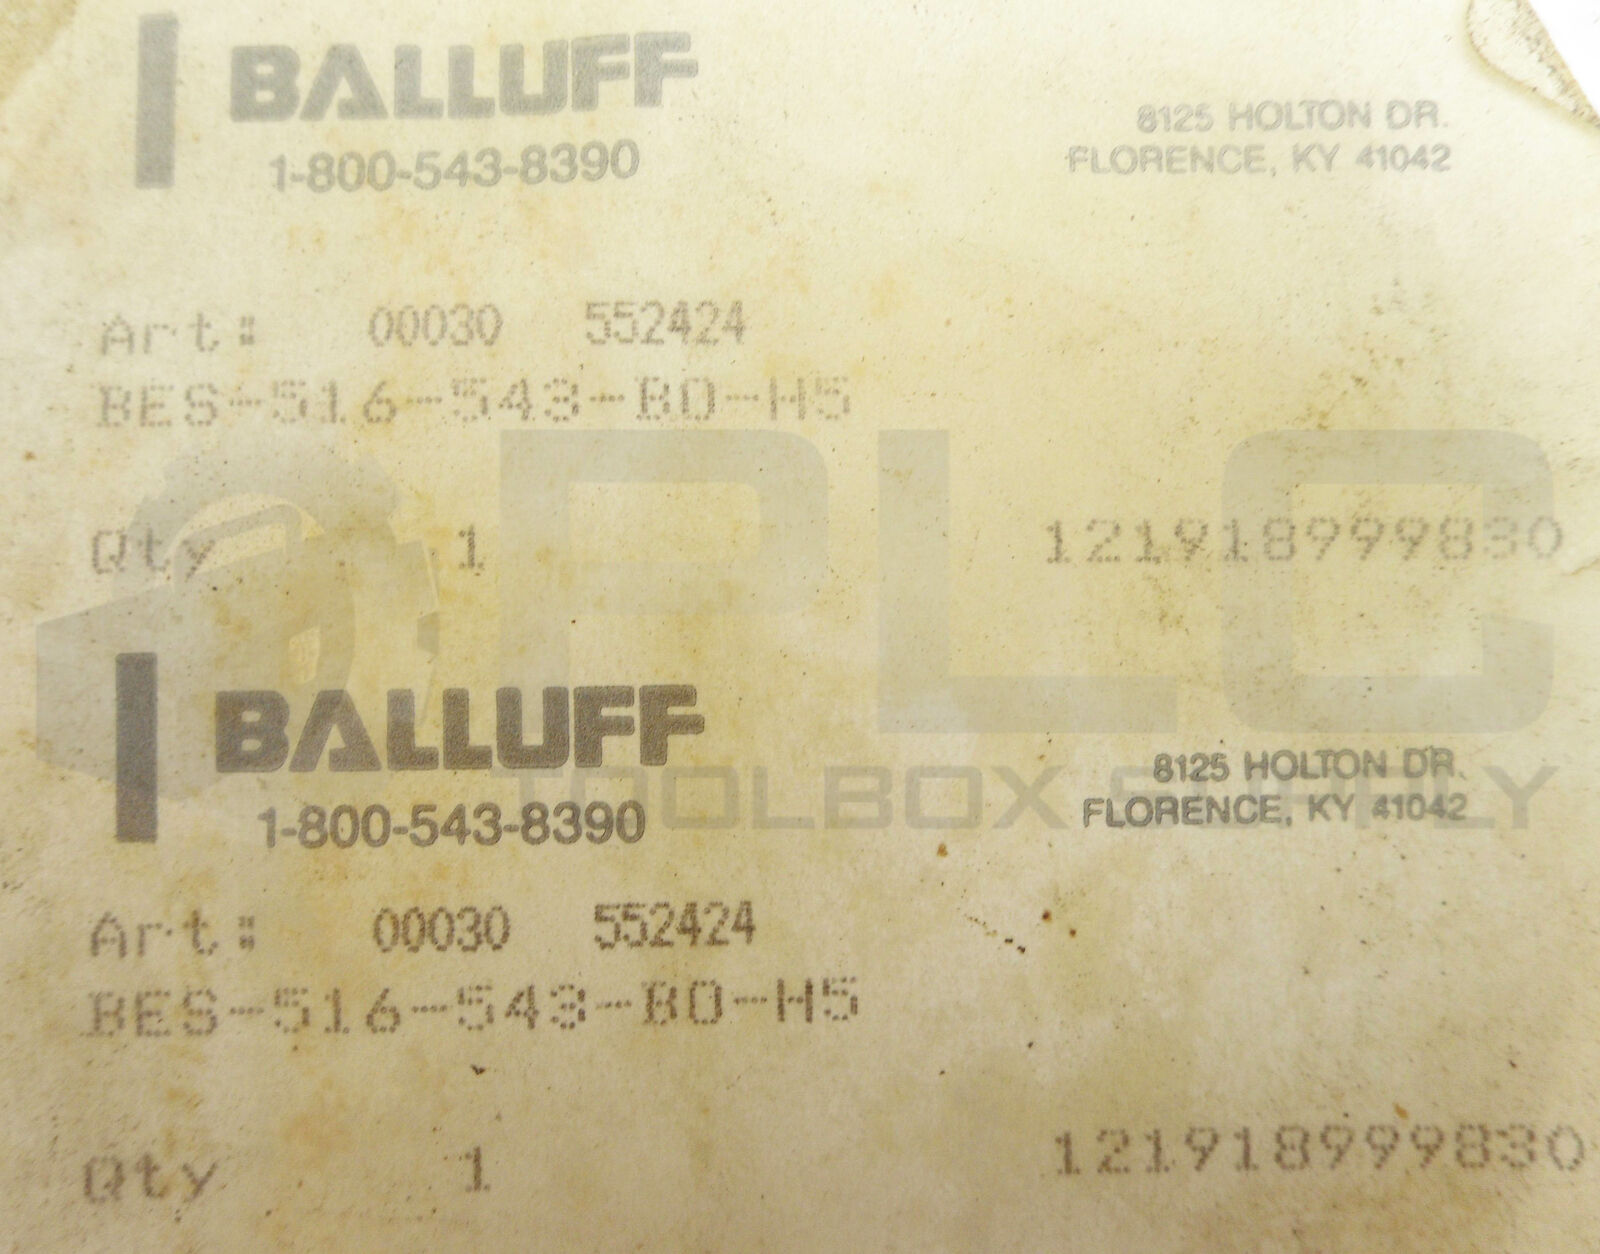 BALLUFF
1-800-543-8390
8125 HOLTON DR.
FLORENCE, KY 41042
Art: 00030 552424
BES-516-543-B0-H5
Qty 1 121918999830
PLC
TOOLBOX SUPPLY
BALLUFF
1-800-543-8390
8125 HOLTON DR.
FLORENCE, KY 41042
Art: 00030 552424
BES-516-543-B0-H5
Qty 1 121918999830